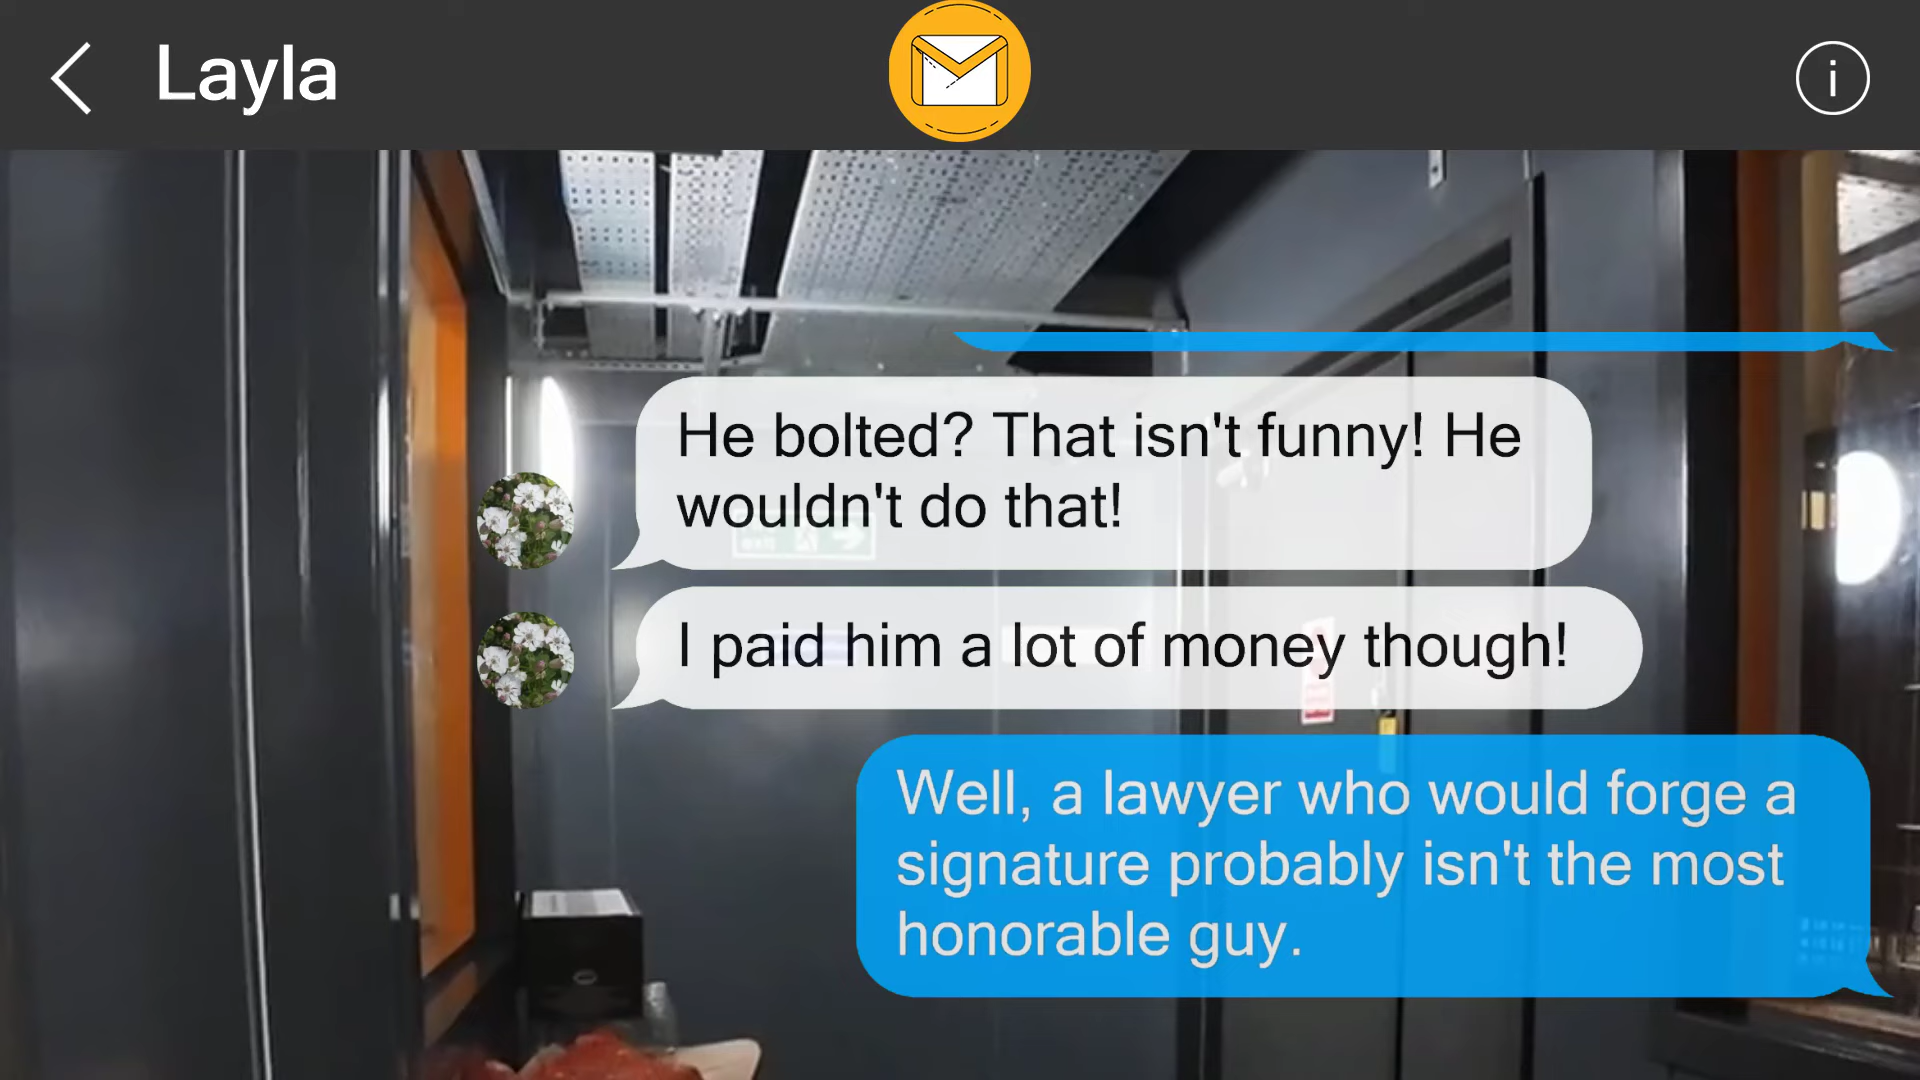 Layla
i
He bolted? That isn't funny! He
wouldn't do that!
I paid him a lot of money though!
Well, a lawyer who would forge a
signature probably isn't the most
honorable guy.